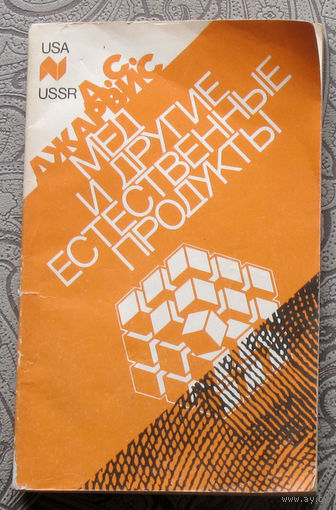 USA
USSR
Д. С.
ДЖАРВИС
МЕД
И ДРУГИЕ
ЕСТЕСТВЕННЫЕ
ПРОДУКТЫ